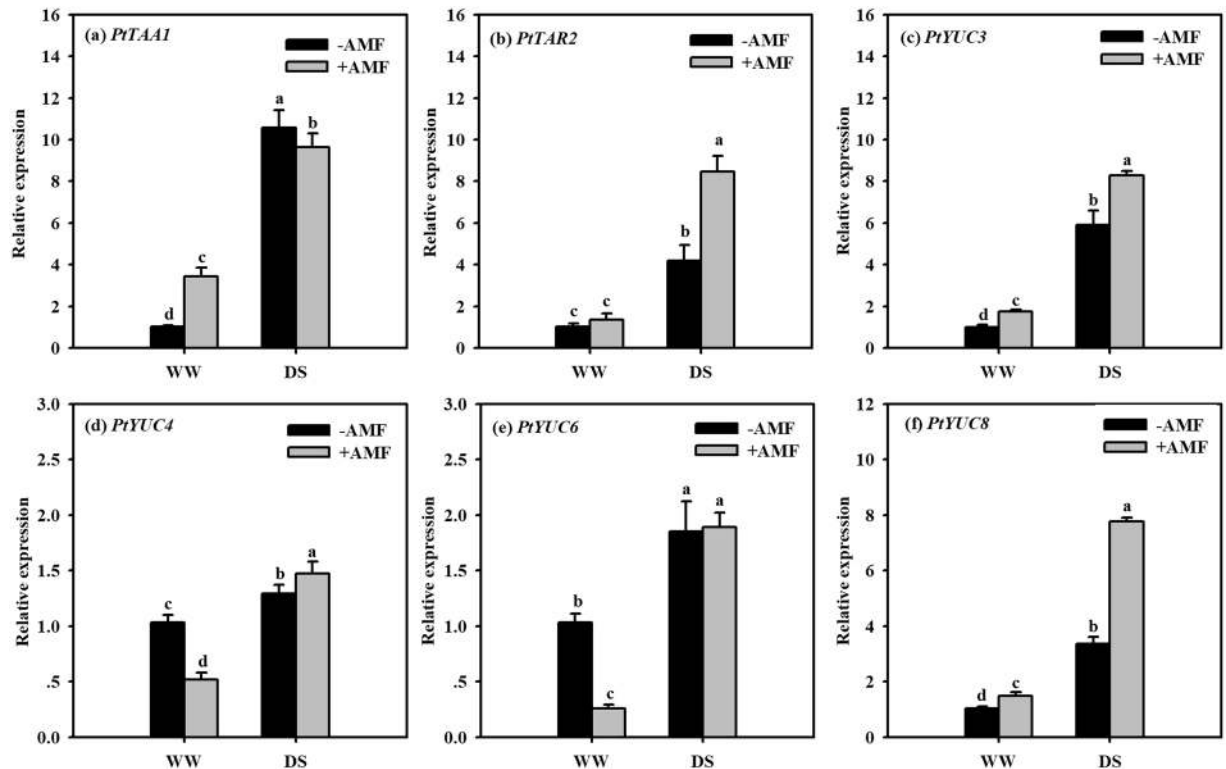 (a) PtTAA1
-AMF
+AMF
Relative expression
16
14
12
10
8
6
4
2
0
d
c
a
b
WW
DS
(b) PtTAR2
-AMF
+AMF
Relative expression
16
14
12
10
8
6
4
2
0
c
c
b
a
WW
DS
(c) PtYUC3
-AMF
+AMF
Relative expression
16
14
12
10
8
6
4
2
0
d
c
b
a
WW
DS
(d) PtYUC4
-AMF
+AMF
Relative expression
3.0
2.5
2.0
1.5
1.0
.5
0.0
c
d
b
a
WW
DS
(e) PtYUC6
-AMF
+AMF
Relative expression
3.0
2.5
2.0
1.5
1.0
.5
0.0
b
c
a
a
WW
DS
(f) PtYUC8
-AMF
+AMF
Relative expression
12
8
6
4
2
0
d
c
b
a
WW
DS